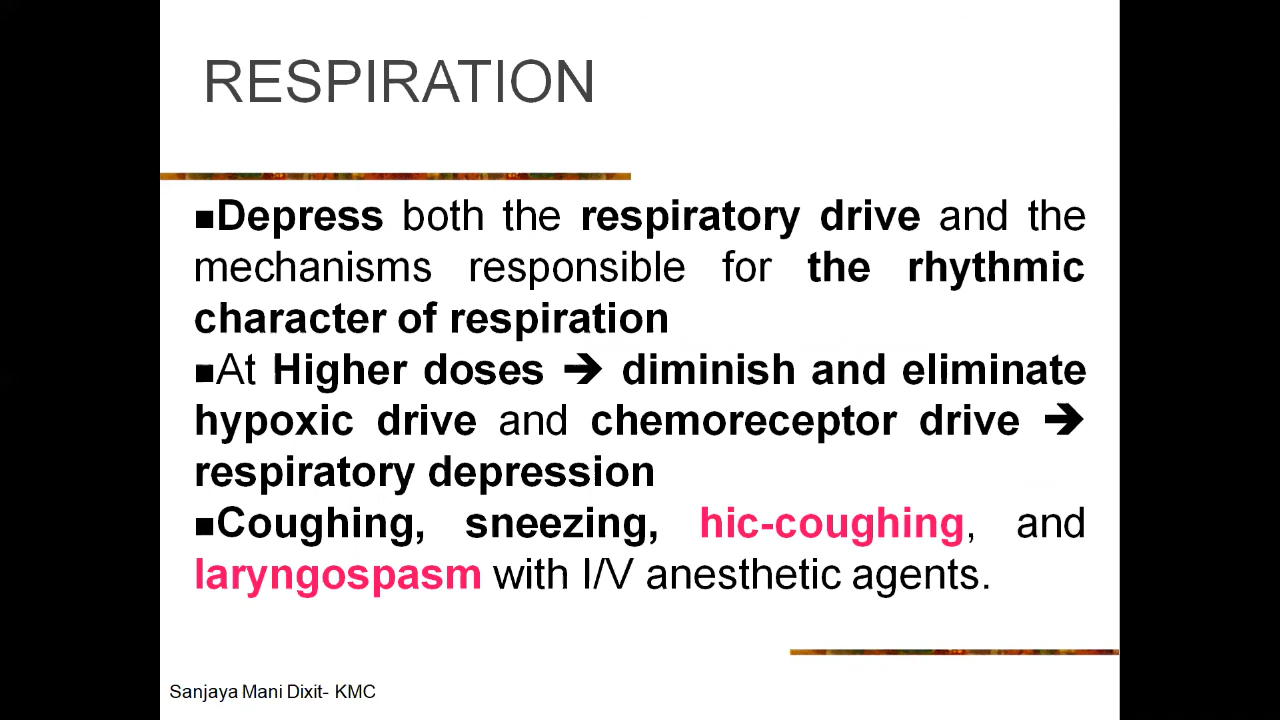 RESPIRATION
■Depress both the respiratory drive and the
mechanisms responsible for the rhythmic
character of respiration
■At Higher doses ➔ diminish and eliminate
hypoxic drive and chemoreceptor drive ➔
respiratory depression
■Coughing, sneezing, hic-coughing, and
laryngospasm with I/V anesthetic agents.
Sanjaya Mani Dixit- KMC